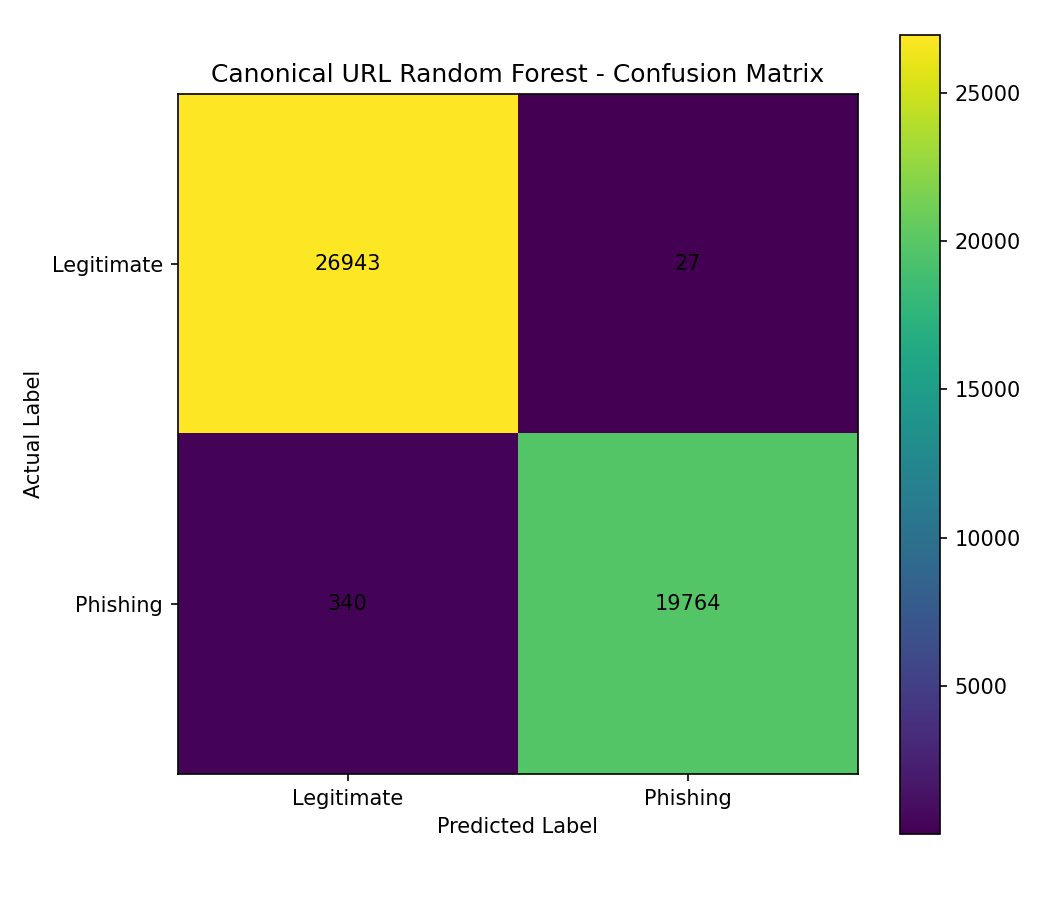 Canonical URL Random Forest - Confusion Matrix
25000
20000
15000
10000
5000
Actual Label
Legitimate
26943
27
Phishing
340
19764
Legitimate
Phishing
Predicted Label